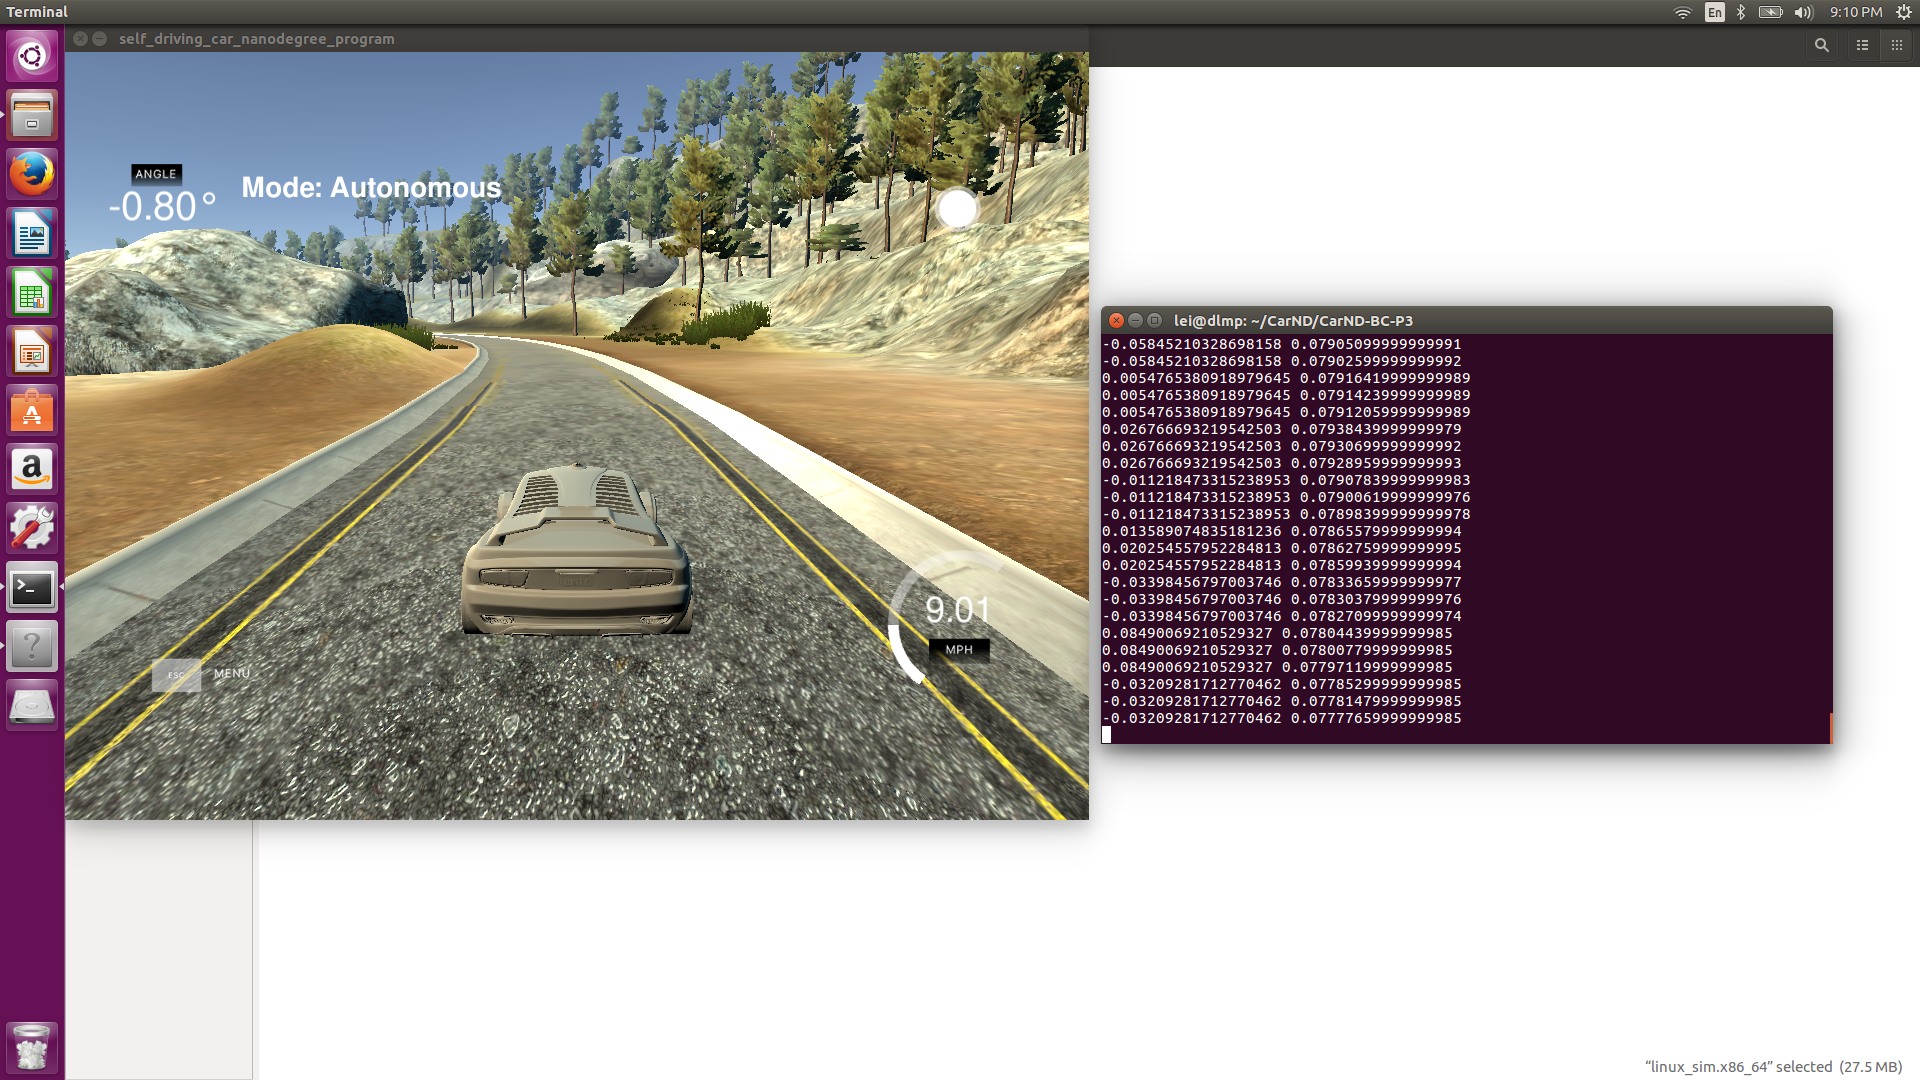 Terminal
En
9:10 PM
self_driving_car_nanodegree_program
ANGLE
-0.80°
Mode: Autonomous
9.01
MPH
ESC
MENU
lei@dlmp: ~/CarND/CarND-BC-P3
-0.05845210328698158 0.07905099999999991
-0.05845210328698158 0.07902599999999992
0.0054765380918979645 0.07916419999999989
0.0054765380918979645 0.07914239999999989
0.0054765380918979645 0.07912059999999989
0.026766693219542503 0.07938439999999979
0.026766693219542503 0.07930699999999992
0.026766693219542503 0.07928959999999993
-0.011218473315238953 0.07907839999999983
-0.011218473315238953 0.07900619999999976
-0.011218473315238953 0.07898399999999978
0.013589074835181236 0.07865579999999994
0.020254557952284813 0.07862759999999995
0.020254557952284813 0.07859939999999994
-0.03398456797003746 0.07833659999999977
-0.03398456797003746 0.07830379999999976
-0.03398456797003746 0.07827099999999974
0.08490069210529327 0.07804439999999985
0.08490069210529327 0.07800779999999985
0.08490069210529327 0.07797119999999985
-0.03209281712770462 0.07785299999999985
-0.03209281712770462 0.07781479999999985
-0.03209281712770462 0.07777659999999985
“linux_sim.x86_64” selected (27.5 MB)